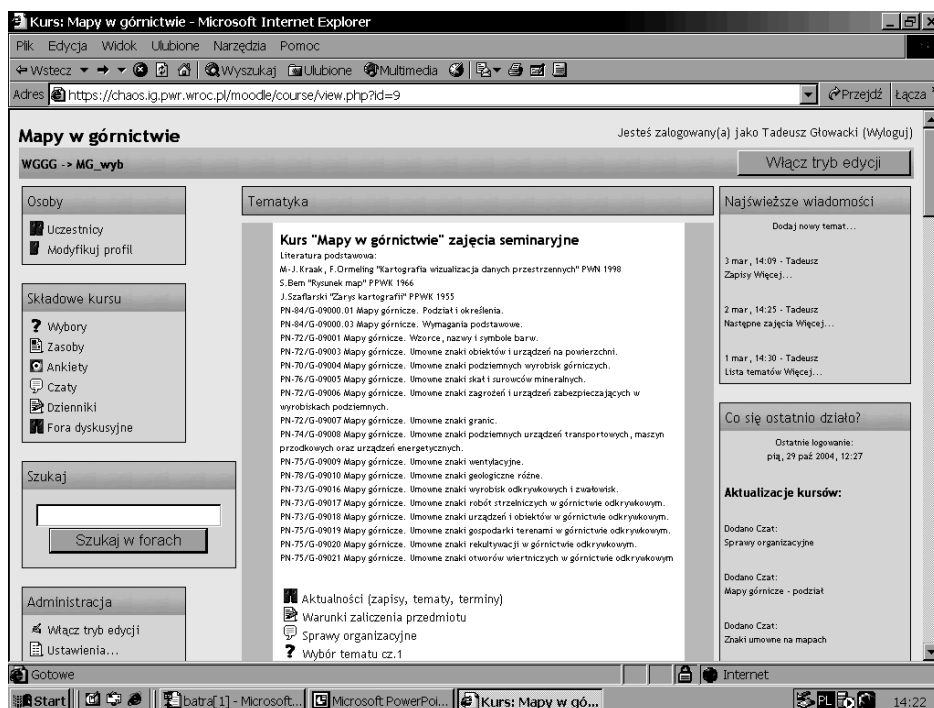 Kurs: Mapy w górnictwie - Microsoft Internet Explorer
Plik Edycja Widok Ulubione Narzędzia Pomoc
Wstecz Wyszukaj Ulubione Multimedia
Adres https://chaos.ig.pwr.wroc.pl/moodle/course/view.php?id=9 Przejdź Łącza
Mapy w górnictwie
Jesteś zalogowany(a) jako Tadeusz Głowacki (Wyloguj)
WGGG -> MG_wyb
Włącz tryb edycji
Osoby
Uczestnicy
Modyfikuj profil
Składowe kursu
Wybory
Zasoby
Ankiety
Czaty
Dzienniki
Fora dyskusyjne
Szukaj
Szukaj w forach
Administracja
Włącz tryb edycji
Ustawienia...
Tematyka
Kurs "Mapy w górnictwie" zajęcia seminaryjne
Literatura podstawowa:
M-J.Kraak, F.Ormeling "Kartografia wizualizacja danych przestrzennych" PWN 1998
S.Bem "Rysunek map" PPWK 1966
J.Szaflarski "Zarys kartografii" PPWK 1955
PN-84/G-09000.01 Mapy górnicze. Podział i określenia.
PN-84/G-09000.03 Mapy górnicze. Wymagania podstawowe.
PN-72/G-09001 Mapy górnicze. Wzorce, nazwy i symbole barw.
PN-72/G-09003 Mapy górnicze. Umowne znaki obiektów i urządzeń na powierzchni.
PN-70/G-09004 Mapy górnicze. Umowne znaki podziemnych wyrobisk górniczych.
PN-76/G-09005 Mapy górnicze. Umowne znaki skał i surowców mineralnych.
PN-72/G-09006 Mapy górnicze. Umowne znaki zagrożeń i urządzeń zabezpieczających w
wyrobiskach podziemnych.
PN-72/G-09007 Mapy górnicze. Umowne znaki granic.
PN-74/G-09008 Mapy górnicze. Umowne znaki podziemnych urządzeń transportowych, maszyn
przodkowych oraz urządzeń energetycznych.
PN-75/G-09009 Mapy górnicze. Umowne znaki wentylacyjne.
PN-78/G-09010 Mapy górnicze. Umowne znaki geologiczne różne.
PN-73/G-09016 Mapy górnicze. Umowne znaki wyrobisk odkrywkowych i zwałowisk.
PN-73/G-09017 Mapy górnicze. Umowne znaki robót strzelniczych w górnictwie odkrywkowym.
PN-73/G-09018 Mapy górnicze. Umowne znaki urządzeń i obiektów w górnictwie odkrywkowym.
PN-75/G-09019 Mapy górnicze. Umowne znaki gospodarki terenami w górnictwie odkrywkowym.
PN-75/G-09020 Mapy górnicze. Umowne znaki rekultywacji w górnictwie odkrywkowym.
PN-75/G-09021 Mapy górnicze. Umowne znaki otworów wiertniczych w górnictwie odkrywkowym
Aktualności (zapisy, tematy, terminy)
Warunki zaliczenia przedmiotu
Sprawy organizacyjne
Wybór tematu cz.1
Najświeższe wiadomości
Dodaj nowy temat...
3 mar, 14:09 - Tadeusz
Zapisy Więcej...
2 mar, 14:25 - Tadeusz
Następne zajęcia Więcej...
1 mar, 14:30 - Tadeusz
Lista tematów Więcej...
Co się ostatnio działo?
Ostatnie logowanie:
pią, 29 paź 2004, 12:27
Aktualizacje kursów:
Dodano Czat:
Sprawy organizacyjne
Dodano Czat:
Mapy górnicze - podział
Dodano Czat:
Znaki umowne na mapach
Gotowe
Internet
Start batra[1] - Microsoft... Microsoft PowerPoi... Kurs: Mapy w gó... PL 14:22